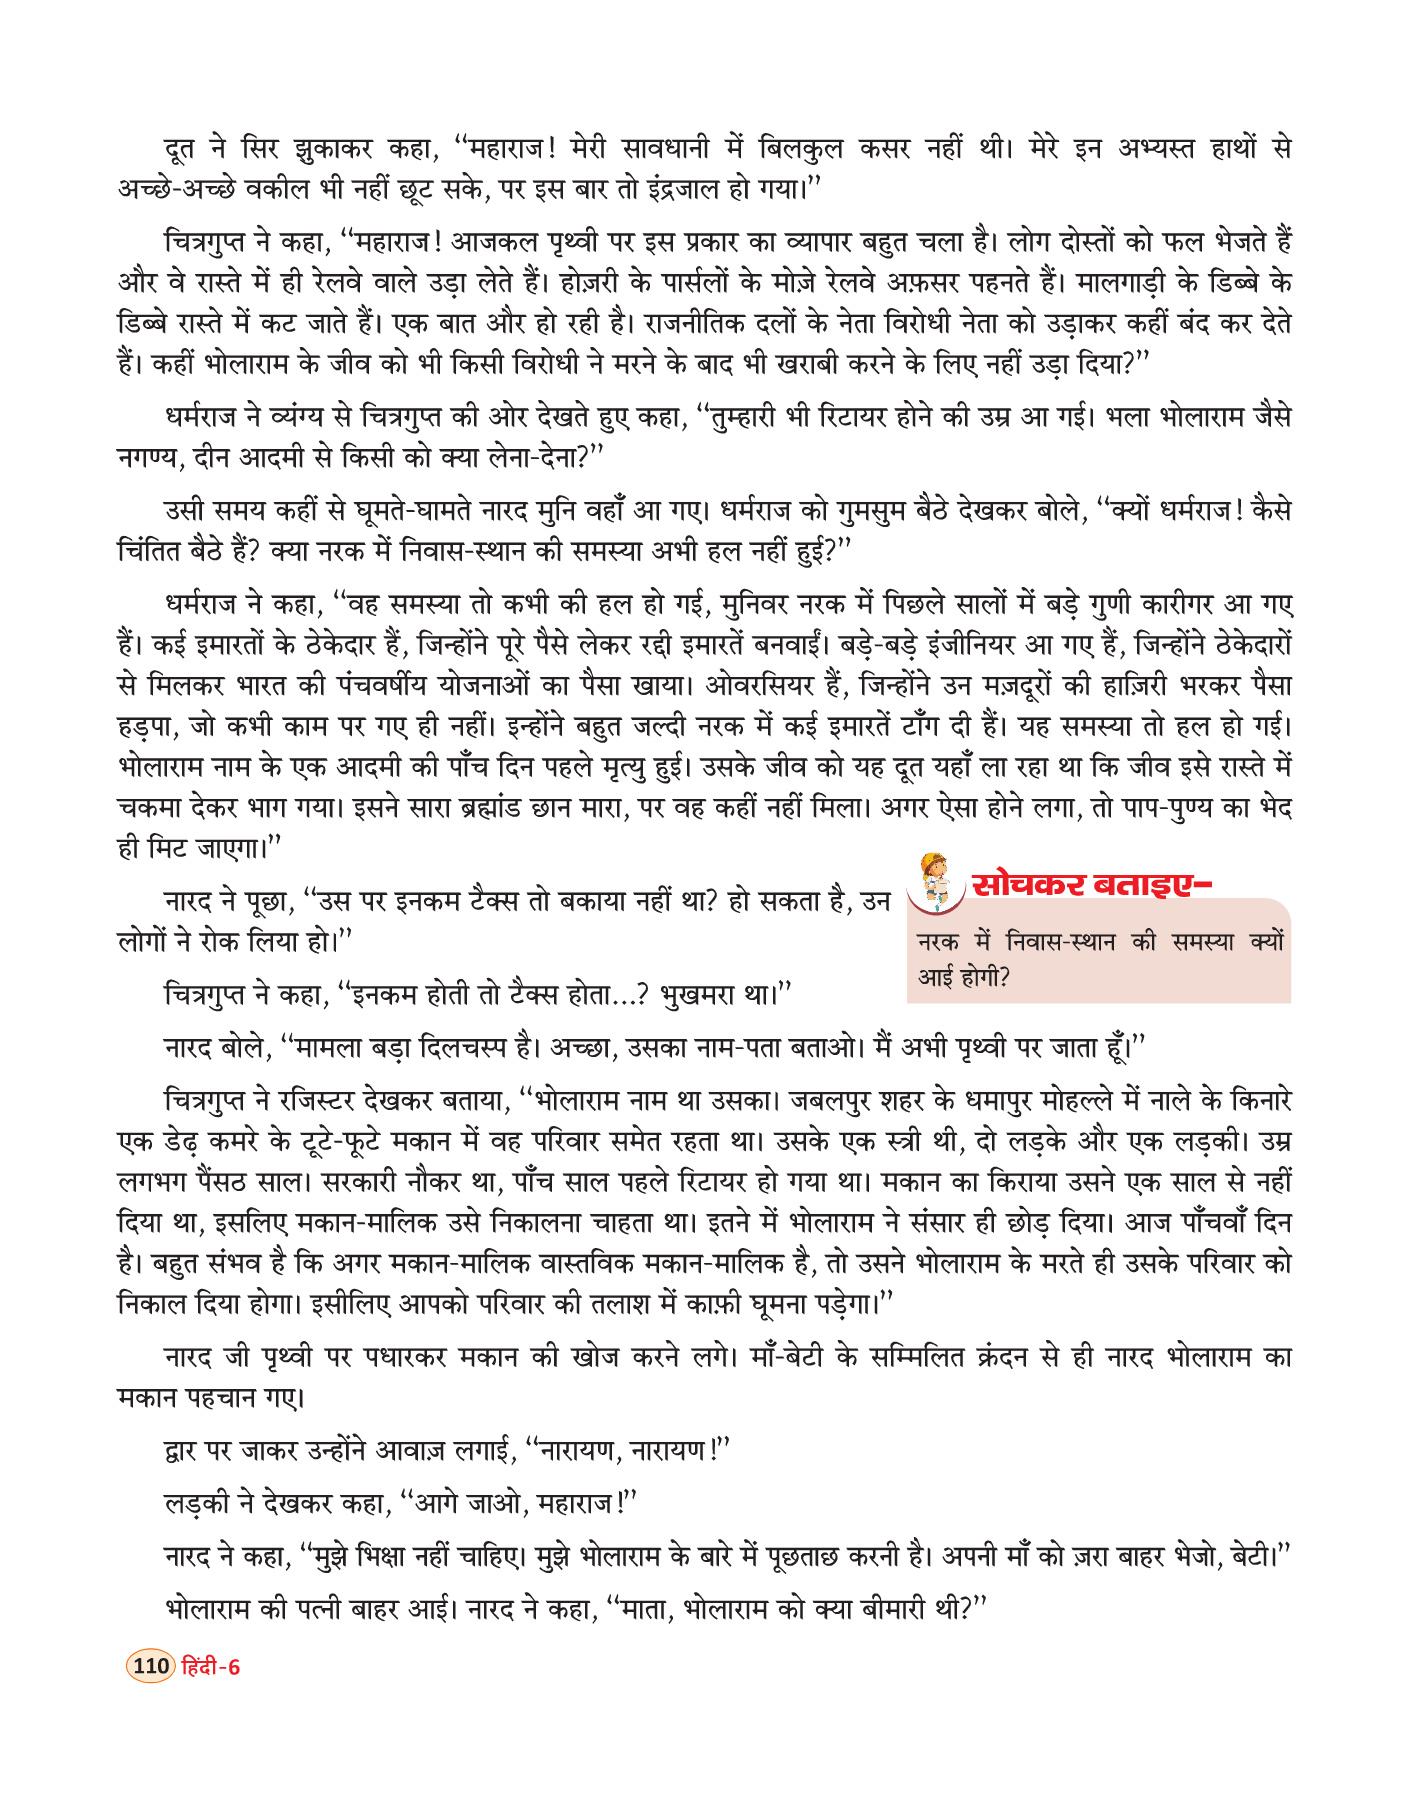 दूत ने सिर झुकाकर कहा, ‘‘महाराज! मेरी सावधानी में बिलकुल कसर नहीं थी। मेरे इन अभ्यस्त हाथों से
अच्छे-अच्छे वकील भी नहीं छूट सके, पर इस बार तो इंद्रजाल हो गया।’’
चित्रगुप्त ने कहा, ‘‘महाराज! आजकल पृथ्वी पर इस प्रकार का व्यापार बहुत चला है। लोग दोस्तों को फल भेजते हैं
और वे रास्ते में ही रेलवे वाले उड़ा लेते हैं। होज़री के पार्सलों के मोज़े रेलवे अफ़सर पहनते हैं। मालगाड़ी के डिब्बे के
डिब्बे रास्ते में कट जाते हैं। एक बात और हो रही है। राजनीतिक दलों के नेता विरोधी नेता को उड़ाकर कहीं बंद कर देते
हैं। कहीं भोलाराम के जीव को भी किसी विरोधी ने मरने के बाद भी खराबी करने के लिए नहीं उड़ा दिया?’’
धर्मराज ने व्यंग्य से चित्रगुप्त की ओर देखते हुए कहा, ‘‘तुम्हारी भी रिटायर होने की उम्र आ गई। भला भोलाराम जैसे
नगण्य, दीन आदमी से किसी को क्या लेना-देना?’’
उसी समय कहीं से घूमते-घामते नारद मुनि वहाँ आ गए। धर्मराज को गुमसुम बैठे देखकर बोले, ‘‘क्यों धर्मराज! कैसे
चिंतित बैठे हैं? क्या नरक में निवास-स्थान की समस्या अभी हल नहीं हुई?’’
धर्मराज ने कहा, ‘‘वह समस्या तो कभी की हल हो गई, मुनिवर नरक में पिछले सालों में बड़े गुणी कारीगर आ गए
हैं। कई इमारतों के ठेकेदार हैं, जिन्होंने पूरे पैसे लेकर रद्दी इमारतें बनवाईं। बड़े-बड़े इंजीनियर आ गए हैं, जिन्होंने ठेकेदारों
से मिलकर भारत की पंचवर्षीय योजनाओं का पैसा खाया। ओवरसियर हैं, जिन्होंने उन मज़दूरों की हाज़िरी भरकर पैसा
हड़पा, जो कभी काम पर गए ही नहीं। इन्होंने बहुत जल्दी नरक में कई इमारतें टाँग दी हैं। यह समस्या तो हल हो गई।
भोलाराम नाम के एक आदमी की पाँच दिन पहले मृत्यु हुई। उसके जीव को यह दूत यहाँ ला रहा था कि जीव इसे रास्ते में
चकमा देकर भाग गया। इसने सारा ब्रह्मांड छान मारा, पर वह कहीं नहीं मिला। अगर ऐसा होने लगा, तो पाप-पुण्य का भेद
ही मिट जाएगा।’’
नारद ने पूछा, ‘‘उस पर इनकम टैक्स तो बकाया नहीं था? हो सकता है, उन
लोगों ने रोक लिया हो।’’
चित्रगुप्त ने कहा, ‘‘इनकम होती तो टैक्स होता...? भुखमरा था।’’
सोचकर बताइए–
नरक में निवास-स्थान की समस्या क्यों
आई होगी?
नारद बोले, ‘‘मामला बड़ा दिलचस्प है। अच्छा, उसका नाम-पता बताओ। मैं अभी पृथ्वी पर जाता हूँ।’’
चित्रगुप्त ने रजिस्टर देखकर बताया, ‘‘भोलाराम नाम था उसका। जबलपुर शहर के धमापुर मोहल्ले में नाले के किनारे
एक डेढ़ कमरे के टूटे-फूटे मकान में वह परिवार समेत रहता था। उसके एक स्त्री थी, दो लड़के और एक लड़की। उम्र
लगभग पैंसठ साल। सरकारी नौकर था, पाँच साल पहले रिटायर हो गया था। मकान का किराया उसने एक साल से नहीं
दिया था, इसलिए मकान-मालिक उसे निकालना चाहता था। इतने में भोलाराम ने संसार ही छोड़ दिया। आज पाँचवाँ दिन
है। बहुत संभव है कि अगर मकान-मालिक वास्तविक मकान-मालिक है, तो उसने भोलाराम के मरते ही उसके परिवार को
निकाल दिया होगा। इसीलिए आपको परिवार की तलाश में काफ़ी घूमना पड़ेगा।’’
नारद जी पृथ्वी पर पधारकर मकान की खोज करने लगे। माँ-बेटी के सम्मिलित क्रंदन से ही नारद भोलाराम का
मकान पहचान गए।
द्वार पर जाकर उन्होंने आवाज़ लगाई, ‘‘नारायण, नारायण!’’
लड़की ने देखकर कहा, ‘‘आगे जाओ, महाराज!’’
नारद ने कहा, ‘‘मुझे भिक्षा नहीं चाहिए। मुझे भोलाराम के बारे में पूछताछ करनी है। अपनी माँ को ज़रा बाहर भेजो, बेटी।’’
भोलाराम की पत्नी बाहर आई। नारद ने कहा, ‘‘माता, भोलाराम को क्या बीमारी थी?’’
110 हिंदी-6